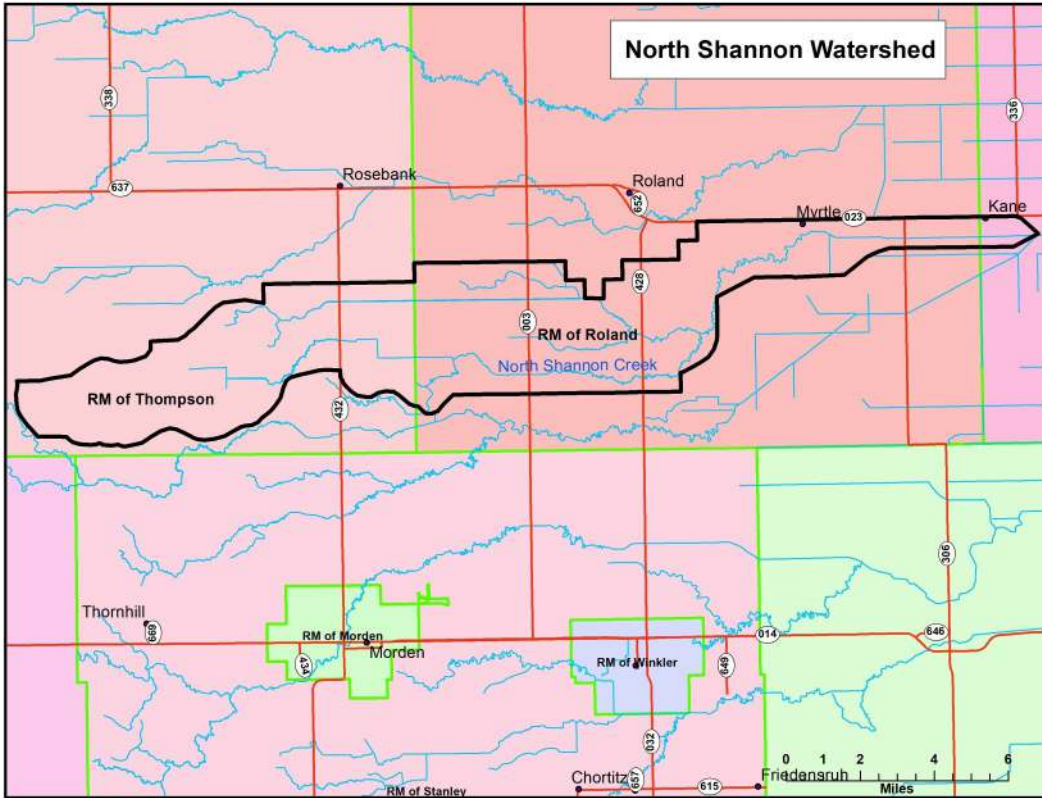 North Shannon Watershed
338
336
637
Rosebank
Roland
652
Myrtle
023
Kane
428
003
RM of Roland
North Shannon Creek
RM of Thompson
432
306
Thornhill
669
RM of Morden
Morden
434
014
646
RM of Winkler
649
032
657
Chortitz
615
Friedensruh
RM of Stanley
0 1 2 4 6
Miles